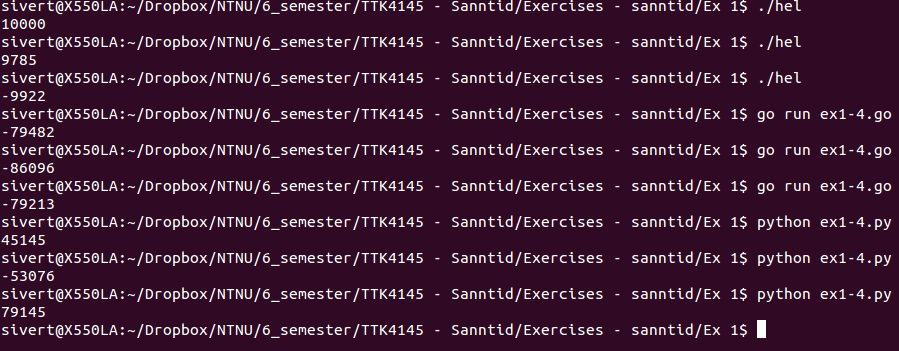 sivert@X550LA:~/Dropbox/NTNU/6_semester/TTK4145 - Sanntid/Exercises - sanntid/Ex 1$ ./hel
10000
sivert@X550LA:~/Dropbox/NTNU/6_semester/TTK4145 - Sanntid/Exercises - sanntid/Ex 1$ ./hel
9785
sivert@X550LA:~/Dropbox/NTNU/6_semester/TTK4145 - Sanntid/Exercises - sanntid/Ex 1$ ./hel
-9922
sivert@X550LA:~/Dropbox/NTNU/6_semester/TTK4145 - Sanntid/Exercises - sanntid/Ex 1$ go run ex1-4.go
-79482
sivert@X550LA:~/Dropbox/NTNU/6_semester/TTK4145 - Sanntid/Exercises - sanntid/Ex 1$ go run ex1-4.go
-86096
sivert@X550LA:~/Dropbox/NTNU/6_semester/TTK4145 - Sanntid/Exercises - sanntid/Ex 1$ go run ex1-4.go
-79213
sivert@X550LA:~/Dropbox/NTNU/6_semester/TTK4145 - Sanntid/Exercises - sanntid/Ex 1$ python ex1-4.py
45145
sivert@X550LA:~/Dropbox/NTNU/6_semester/TTK4145 - Sanntid/Exercises - sanntid/Ex 1$ python ex1-4.py
-53076
sivert@X550LA:~/Dropbox/NTNU/6_semester/TTK4145 - Sanntid/Exercises - sanntid/Ex 1$ python ex1-4.py
79145
sivert@X550LA:~/Dropbox/NTNU/6_semester/TTK4145 - Sanntid/Exercises - sanntid/Ex 1$